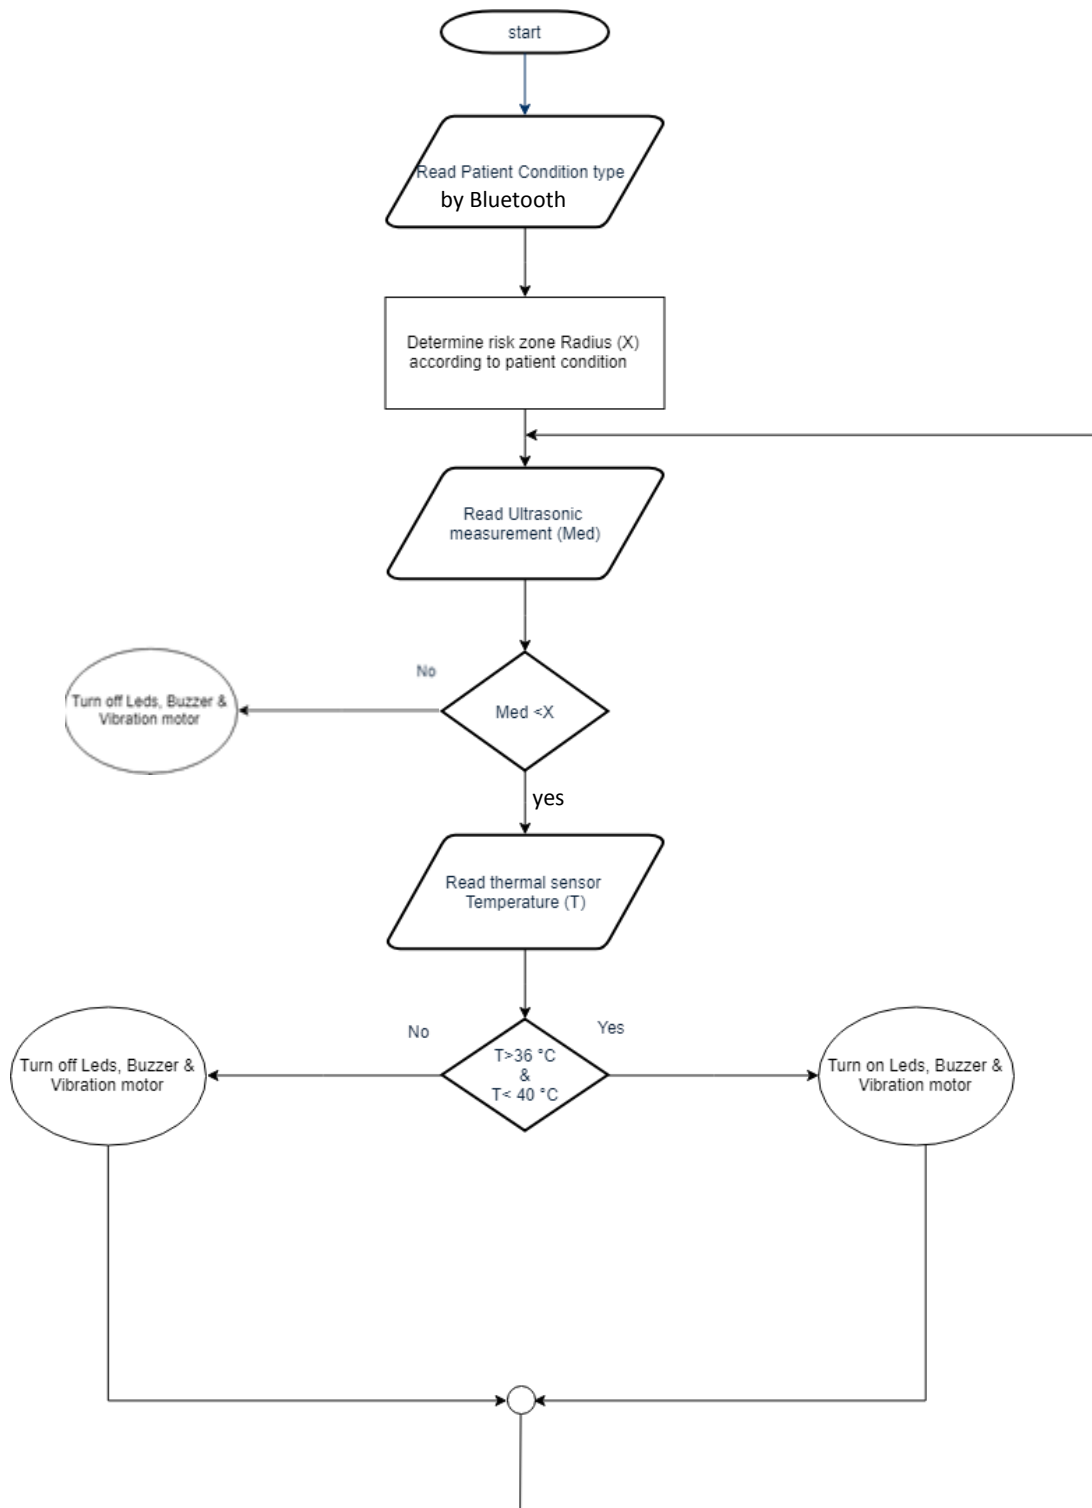 start
Read Patient Condition type
by Bluetooth
Determine risk zone Radius (X)
according to patient condition
Read Ultrasonic
measurement (Med)
No
Turn off Leds, Buzzer &
Vibration motor
Med <X
yes
Read thermal sensor
Temperature (T)
No
Yes
Turn off Leds, Buzzer &
Vibration motor
T>36 °C
&
T< 40 °C
Turn on Leds, Buzzer &
Vibration motor